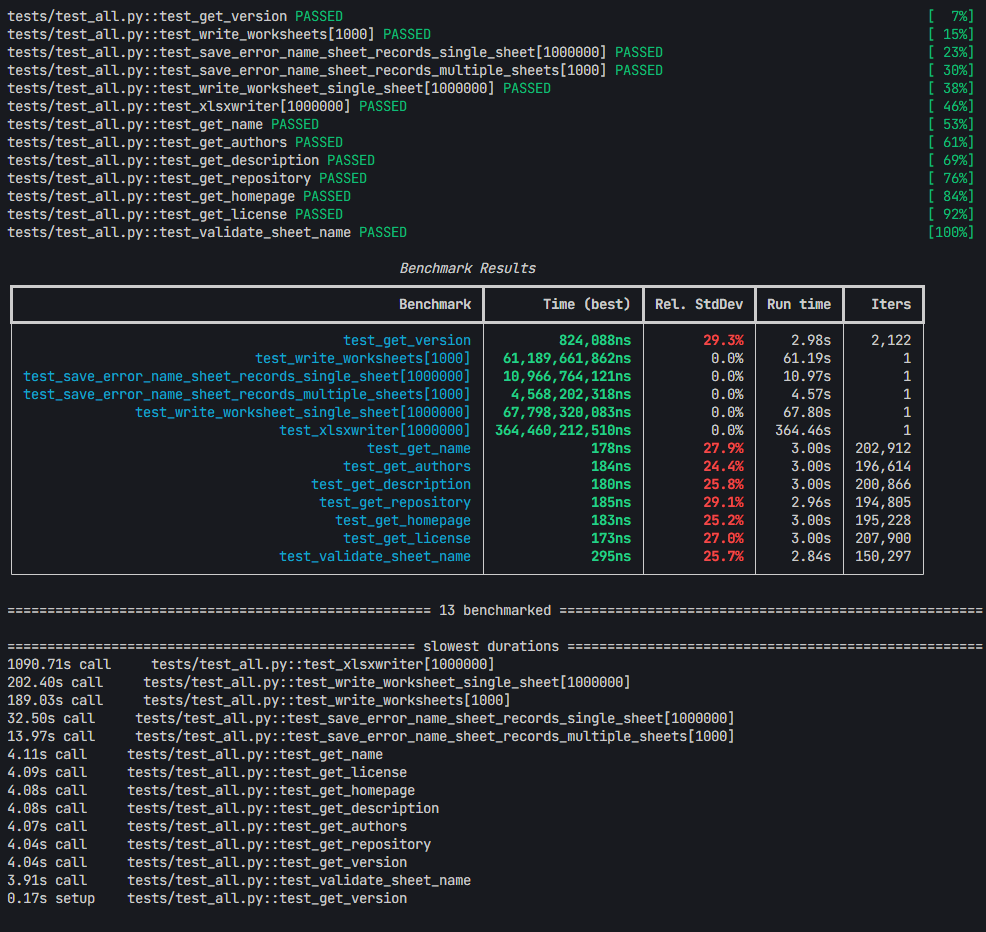 tests/test_all.py::test_get_version PASSED [  7%]
tests/test_all.py::test_write_worksheets[1000] PASSED [ 15%]
tests/test_all.py::test_save_error_name_sheet_records_single_sheet[1000000] PASSED [ 23%]
tests/test_all.py::test_save_error_name_sheet_records_multiple_sheets[1000] PASSED [ 30%]
tests/test_all.py::test_write_worksheet_single_sheet[1000000] PASSED [ 38%]
tests/test_all.py::test_xlsxwriter[1000000] PASSED [ 46%]
tests/test_all.py::test_get_name PASSED [ 53%]
tests/test_all.py::test_get_authors PASSED [ 61%]
tests/test_all.py::test_get_description PASSED [ 69%]
tests/test_all.py::test_get_repository PASSED [ 76%]
tests/test_all.py::test_get_homepage PASSED [ 84%]
tests/test_all.py::test_get_license PASSED [ 92%]
tests/test_all.py::test_validate_sheet_name PASSED [100%]
Benchmark Results
Benchmark Time (best) Rel. StdDev Run time Iters
test_get_version 824,088ns 29.3% 2.98s 2,122
test_write_worksheets[1000] 61,189,661,862ns 0.0% 61.19s 1
test_save_error_name_sheet_records_single_sheet[1000000] 10,966,764,121ns 0.0% 10.97s 1
test_save_error_name_sheet_records_multiple_sheets[1000] 4,568,202,318ns 0.0% 4.57s 1
test_write_worksheet_single_sheet[1000000] 67,798,320,083ns 0.0% 67.80s 1
test_xlsxwriter[1000000] 364,460,212,510ns 0.0% 364.46s 1
test_get_name 178ns 27.9% 3.00s 202,912
test_get_authors 184ns 24.4% 3.00s 196,614
test_get_description 180ns 25.8% 3.00s 200,866
test_get_repository 185ns 29.1% 2.96s 194,805
test_get_homepage 183ns 25.2% 3.00s 195,228
test_get_license 173ns 27.0% 3.00s 207,900
test_validate_sheet_name 295ns 25.7% 2.84s 150,297
===================================================== 13 benchmarked =====================================================
=================================================== slowest durations ====================================================
1090.71s call     tests/test_all.py::test_xlsxwriter[1000000]
202.40s call     tests/test_all.py::test_write_worksheet_single_sheet[1000000]
189.03s call     tests/test_all.py::test_write_worksheets[1000]
32.50s call     tests/test_all.py::test_save_error_name_sheet_records_single_sheet[1000000]
13.97s call     tests/test_all.py::test_save_error_name_sheet_records_multiple_sheets[1000]
4.11s call     tests/test_all.py::test_get_name
4.09s call     tests/test_all.py::test_get_license
4.08s call     tests/test_all.py::test_get_homepage
4.08s call     tests/test_all.py::test_get_description
4.07s call     tests/test_all.py::test_get_authors
4.04s call     tests/test_all.py::test_get_repository
4.04s call     tests/test_all.py::test_get_version
3.91s call     tests/test_all.py::test_validate_sheet_name
0.17s setup    tests/test_all.py::test_get_version